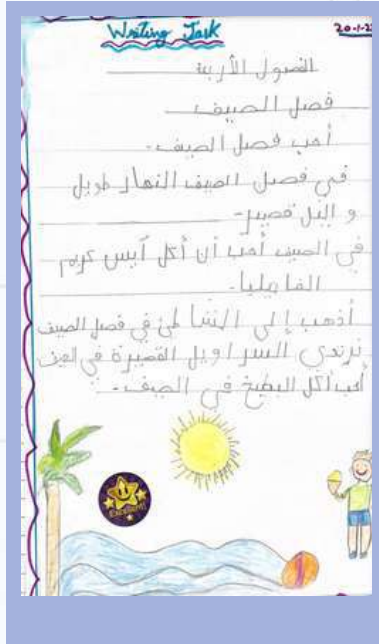 Writing Task
20-1-2
الفصول الأربعة
فصل الصيف
أحب فصل الصيف.
في فصل الصيف النهار طويل
و اليل قصير.
في الصيف أحب أن أكل آيس كريم
الفانيليا.
أذهب إلى الشاطئ في فصل الصيف
نرتدي السراويل القصيرة في الصيف
أحب أكل البطيخ في الصيف.
Excellent!